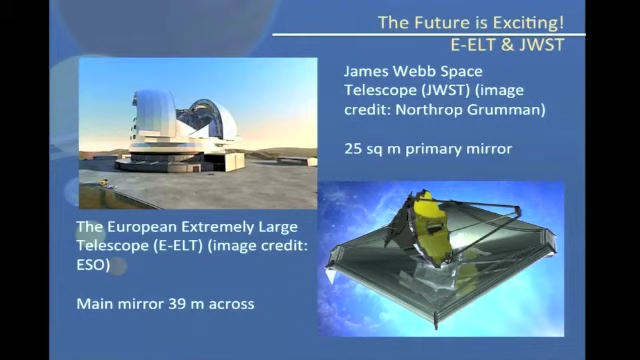 The Future is Exciting!
E-ELT & JWST
James Webb Space
Telescope (JWST) (image
credit: Northrop Grumman)
25 sq m primary mirror
The European Extremely Large
Telescope (E-ELT) (image credit:
ESO)
Main mirror 39 m across